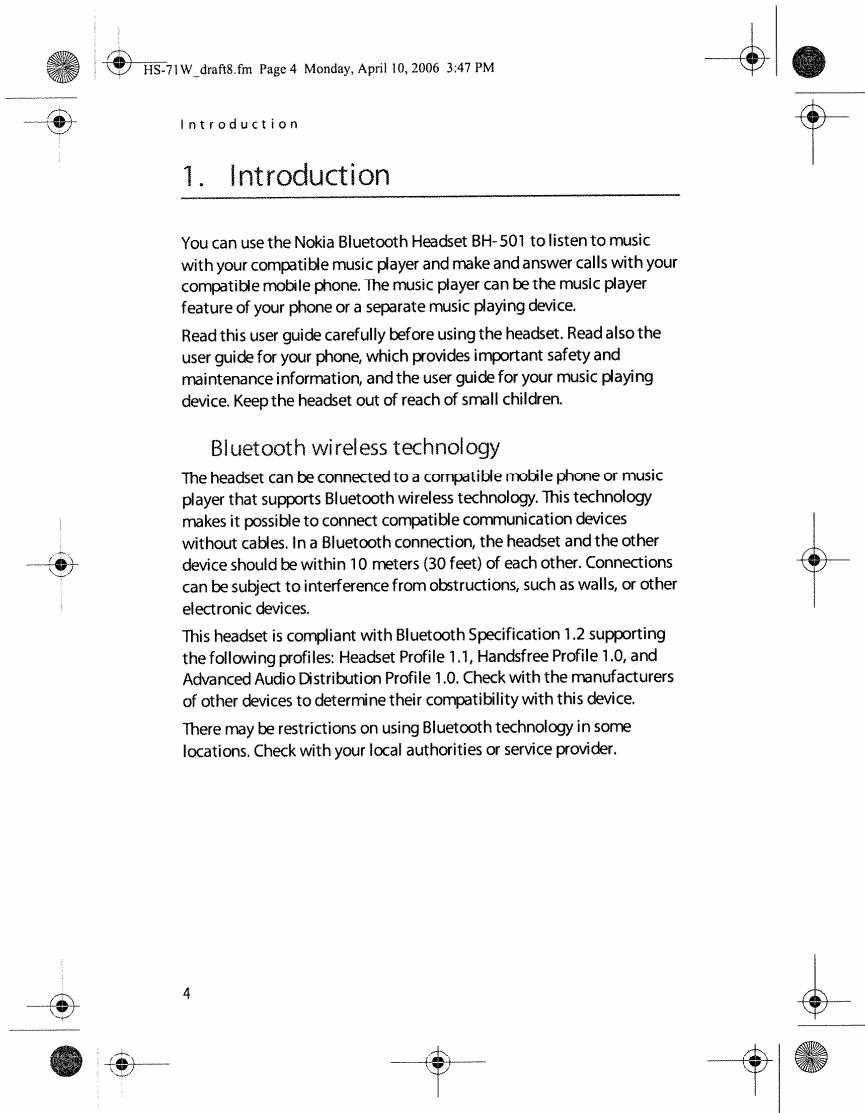 HS-71W_draft8.fm Page 4 Monday, April 10, 2006 3:47 PM
Introduction
1. Introduction
You can use the Nokia Bluetooth Headset BH-501 to listen to music
with your compatible music player and make and answer calls with your
compatible mobile phone. The music player can be the music player
feature of your phone or a separate music playing device.
Read this user guide carefully before using the headset. Read also the
user guide for your phone, which provides important safety and
maintenance information, and the user guide for your music playing
device. Keep the headset out of reach of small children.
Bluetooth wireless technology
The headset can be connected to a compatible mobile phone or music
player that supports Bluetooth wireless technology. This technology
makes it possible to connect compatible communication devices
without cables. In a Bluetooth connection, the headset and the other
device should be within 10 meters (30 feet) of each other. Connections
can be subject to interference from obstructions, such as walls, or other
electronic devices.
This headset is compliant with Bluetooth Specification 1.2 supporting
the following profiles: Headset Profile 1.1, Handsfree Profile 1.0, and
Advanced Audio Distribution Profile 1.0. Check with the manufacturers
of other devices to determine their compatibility with this device.
There may be restrictions on using Bluetooth technology in some
locations. Check with your local authorities or service provider.
4